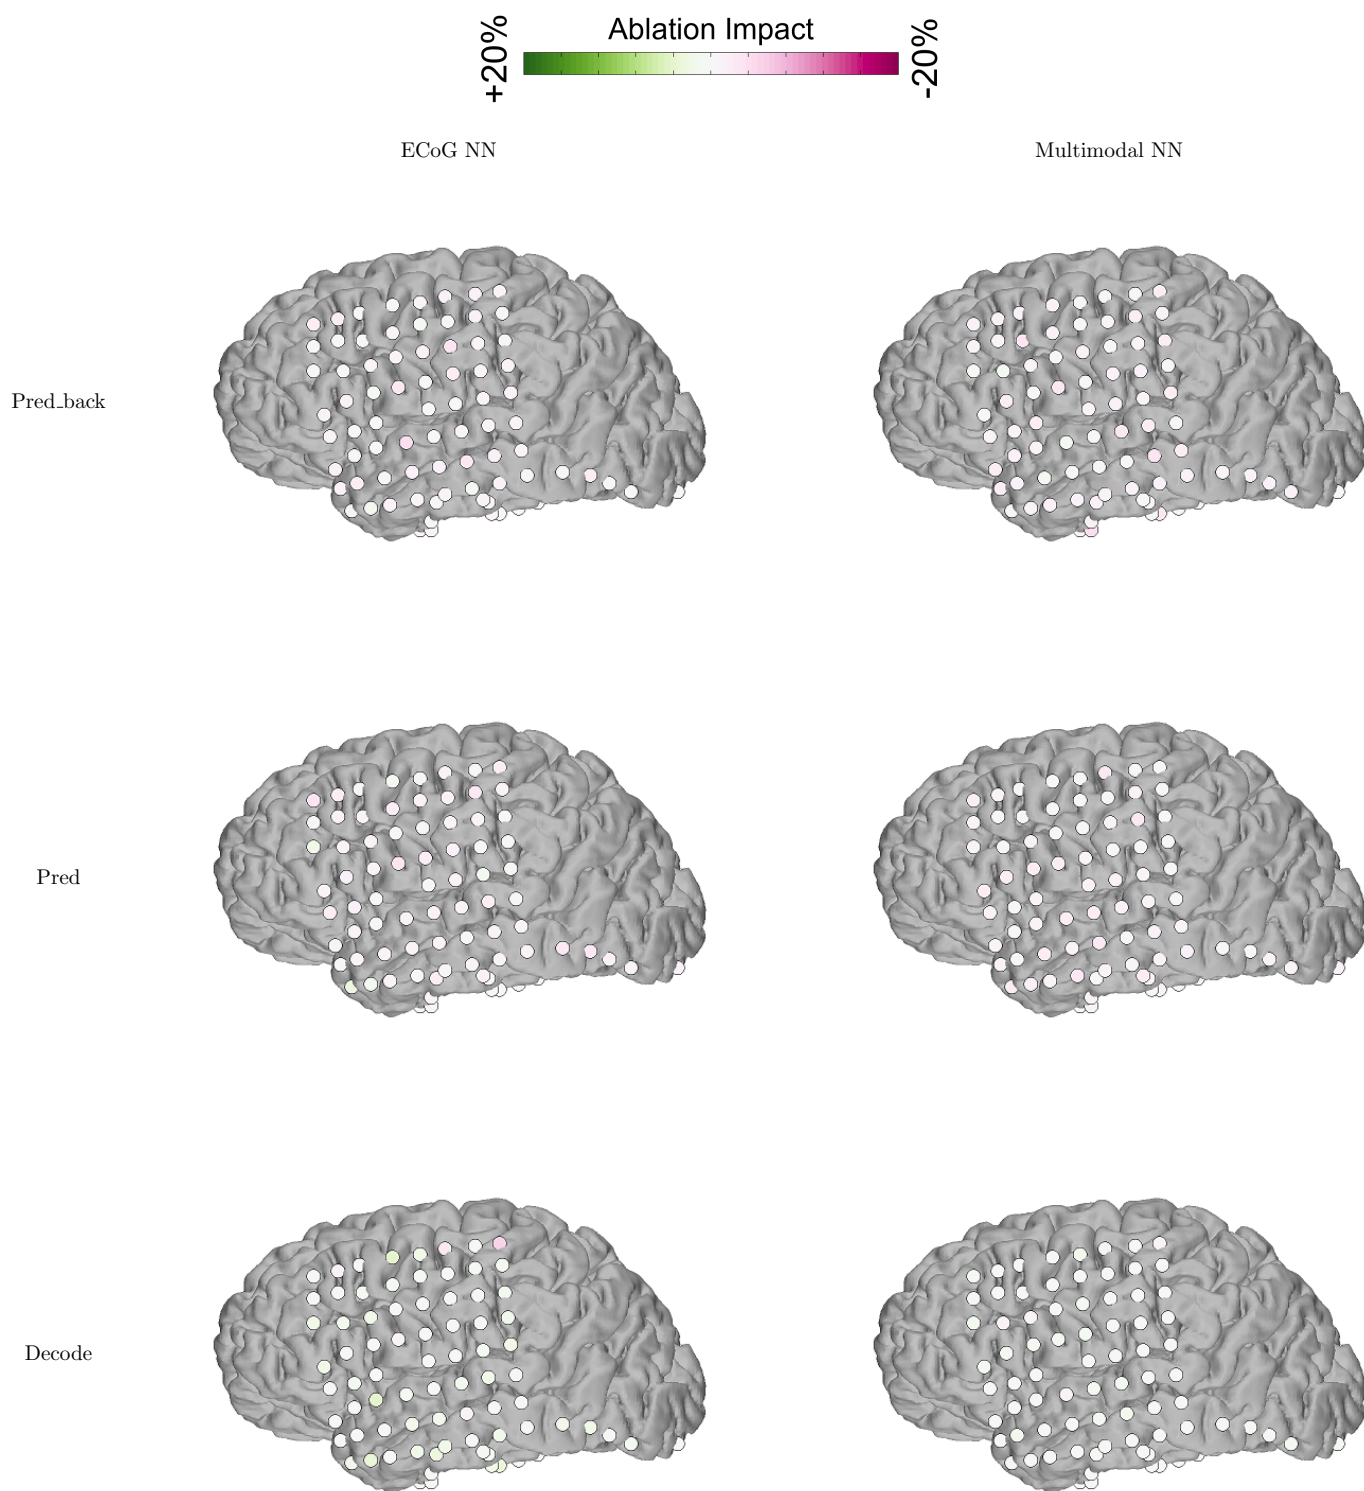 Ablation Impact
+20%
-20%
ECoG NN
Multimodal NN
Pred_back
Pred
Decode